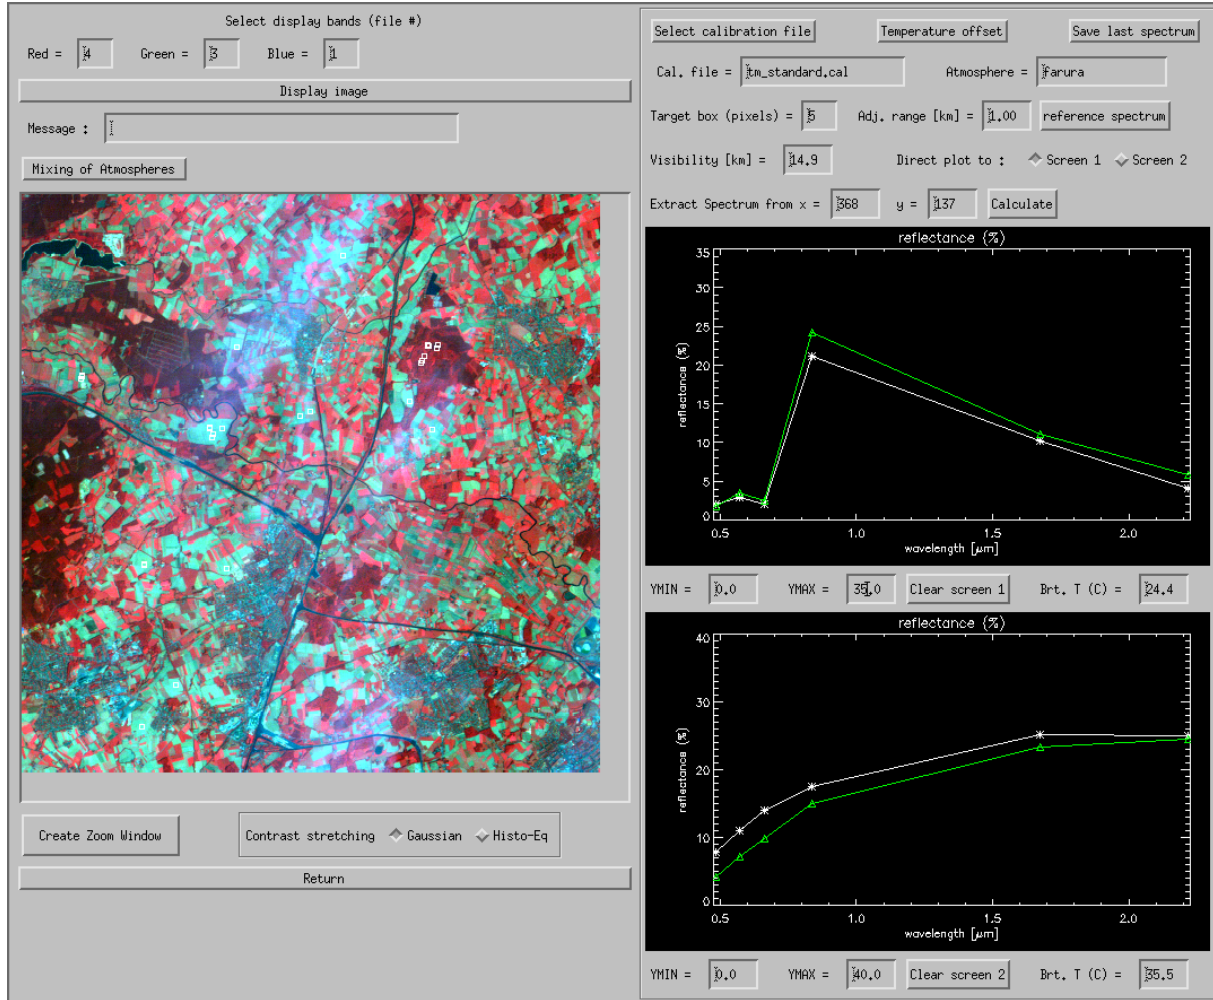 Select display bands (file #)
Red = 4 Green = 3 Blue = 1
Display image
Message :
Mixing of Atmospheres
Create Zoom Window
Contrast stretching Gaussian Histo-Eq
Return
Select calibration file Temperature offset Save last spectrum
Cal. file = tm_standard.cal Atmosphere = farura
Target box (pixels) = 5 Adj. range [km] = 1.00 reference spectrum
Visibility [km] = 14.9 Direct plot to : Screen 1 Screen 2
Extract Spectrum from x = 368 y = 137 Calculate
reflectance (%)
35
30
25
20
15
10
5
0
reflectance (%)
0.5 1.0 1.5 2.0
wavelength [μm]
YMIN = 0.0 YMAX = 35.0 Clear screen 1 Brt. T (C) = 24.4
reflectance (%)
40
30
20
10
0
reflectance (%)
0.5 1.0 1.5 2.0
wavelength [μm]
YMIN = 0.0 YMAX = 40.0 Clear screen 2 Brt. T (C) = 35.5